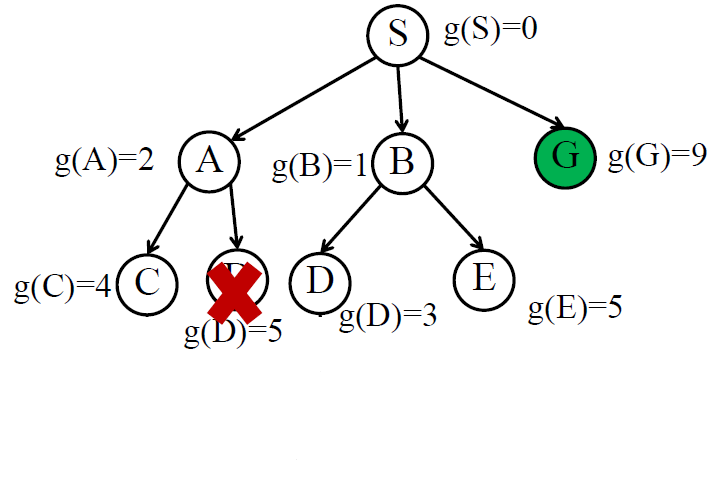 S g(S)=0
g(A)=2 A g(B)=1 B G g(G)=9
g(C)=4 C D E
g(D)=5 g(D)=3 g(E)=5